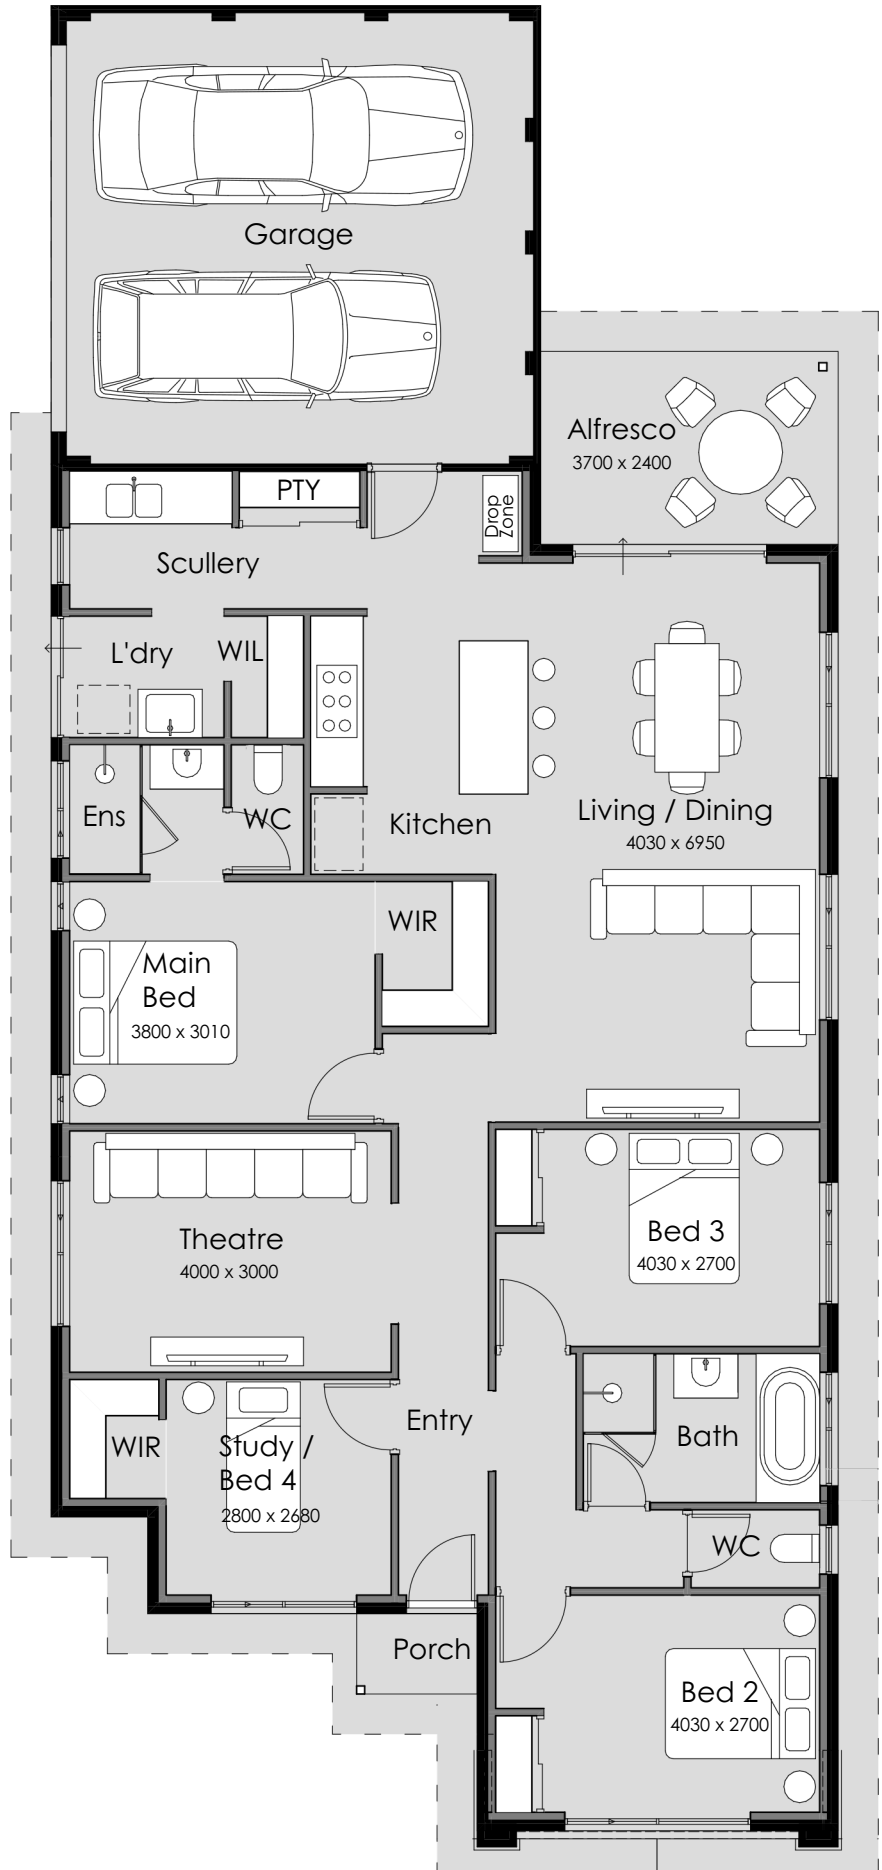 Garage
Alfresco
3700 x 2400
PTY
Drop
Zone
Scullery
L'dry
WIL
Ens
WC
Kitchen
Living / Dining
4030 x 6950
WIR
Main
Bed
3800 x 3010
Theatre
4000 x 3000
Bed 3
4030 x 2700
WIR
Study /
Bed 4
2800 x 2680
Entry
Bath
WC
Porch
Bed 2
4030 x 2700